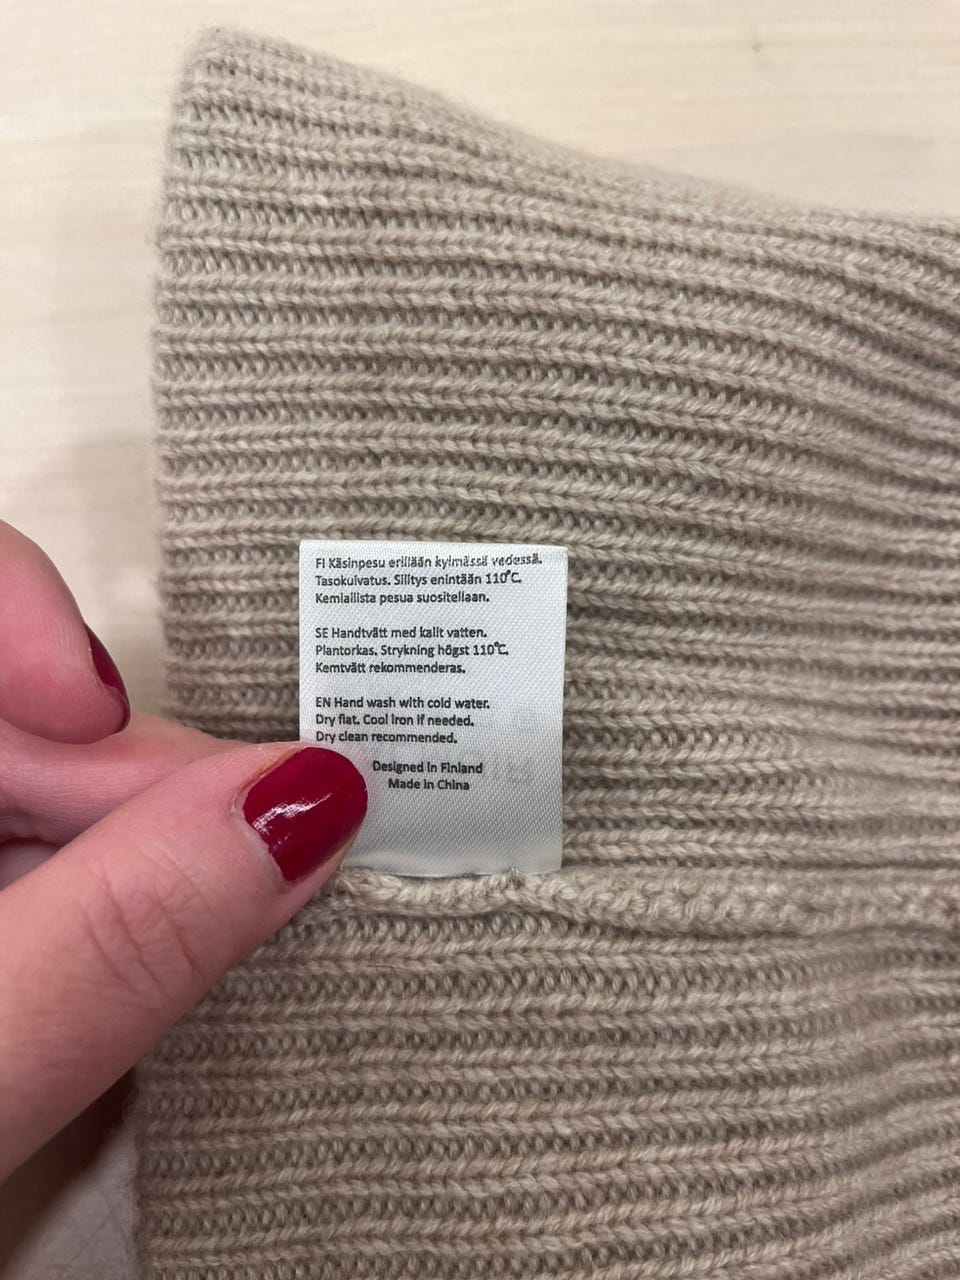 FI Käsinpesu erillään kylmässä vedessä.
Tasokuivatus. Silitys enintään 110°C.
Kemiallista pesua suositellaan.
SE Handtvätt med kallt vatten.
Plantorkas. Strykning högst 110°C.
Kemtvätt rekommenderas.
EN Hand wash with cold water.
Dry flat. Cool iron if needed.
Dry clean recommended.
Designed in Finland
Made in China